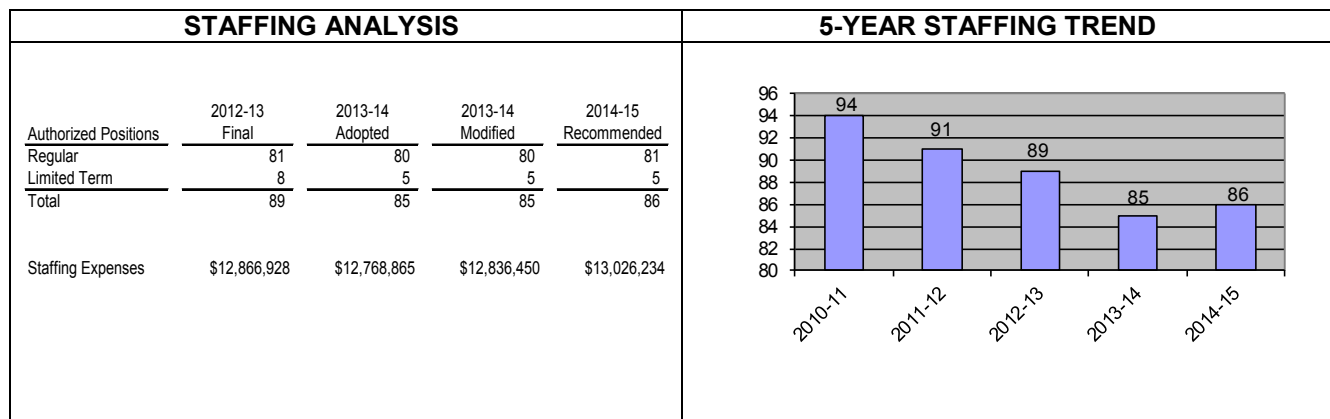 STAFFING ANALYSIS
2012-13 2013-14 2013-14 2014-15
Authorized Positions Final Adopted Modified Recommended
Regular 81 80 80 81
Limited Term 8 5 5 5
Total 89 85 85 86
Staffing Expenses $12,866,928 $12,768,865 $12,836,450 $13,026,234
5-YEAR STAFFING TREND
96
94
92
90
88
86
84
82
80
94 91 89 85 86
2010-11 2011-12 2012-13 2013-14 2014-15